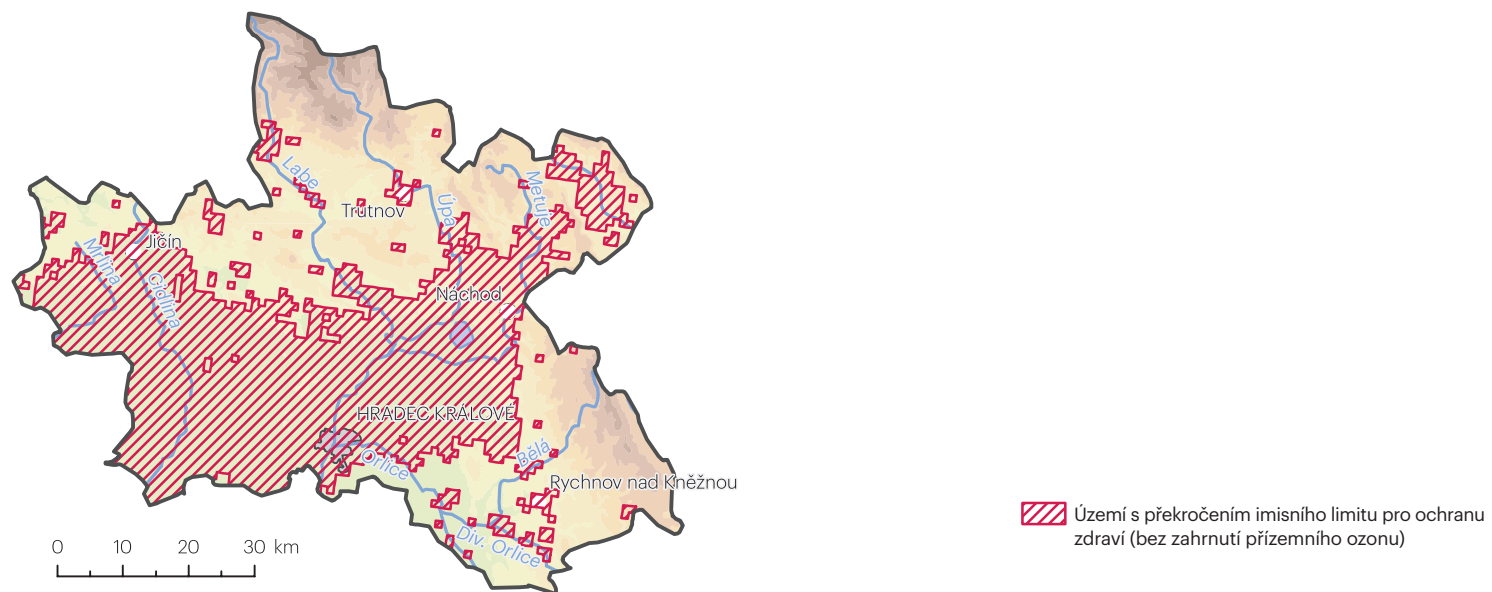 Labe
Metuje
Úpa
Trutnov
Jičín
Mrlina
Cidlina
Náchod
HRADEC KRÁLOVÉ
Orlice
Bělá
Rychnov nad Kněžnou
Div. Orlice
0 10 20 30 km
Území s překročením imisního limitu pro ochranu
zdraví (bez zahrnutí přízemního ozonu)